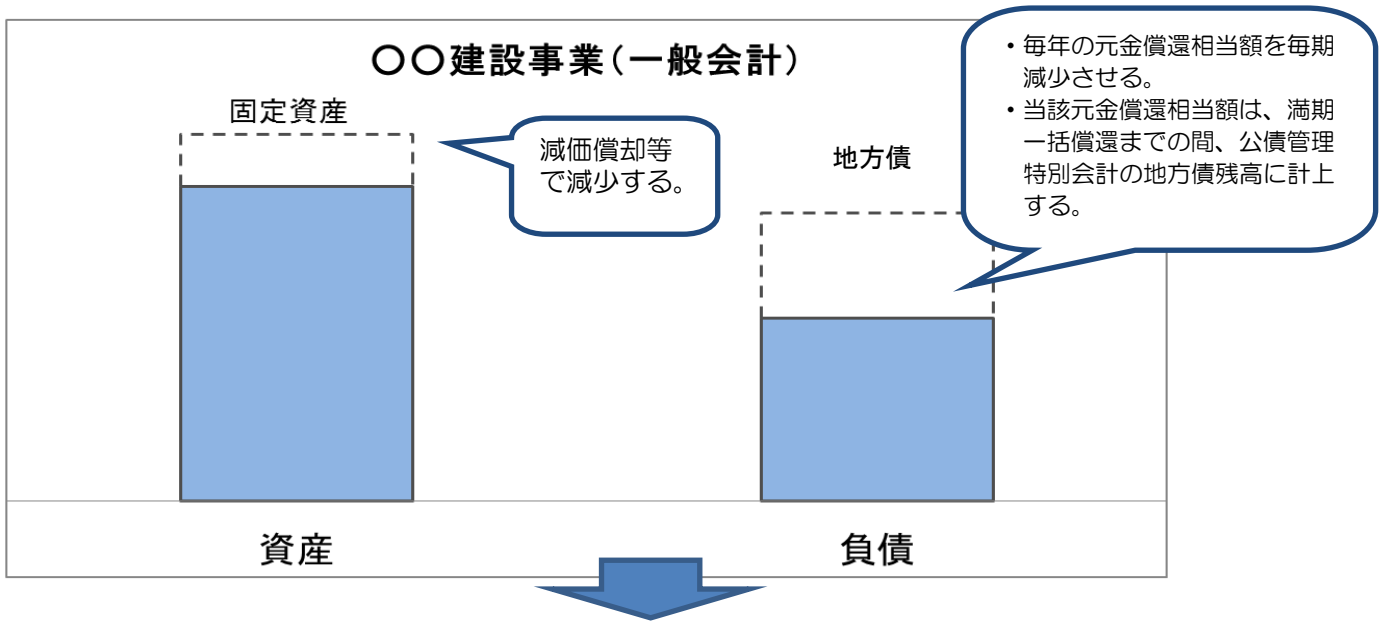 〇〇建設事業(一般会計)
固定資産
減価償却等
で減少する。
地方債
・毎年の元金償還相当額を毎期
減少させる。
・当該元金償還相当額は、満期
一括償還までの間、公債管理
特別会計の地方債残高に計上
する。
資産
負債